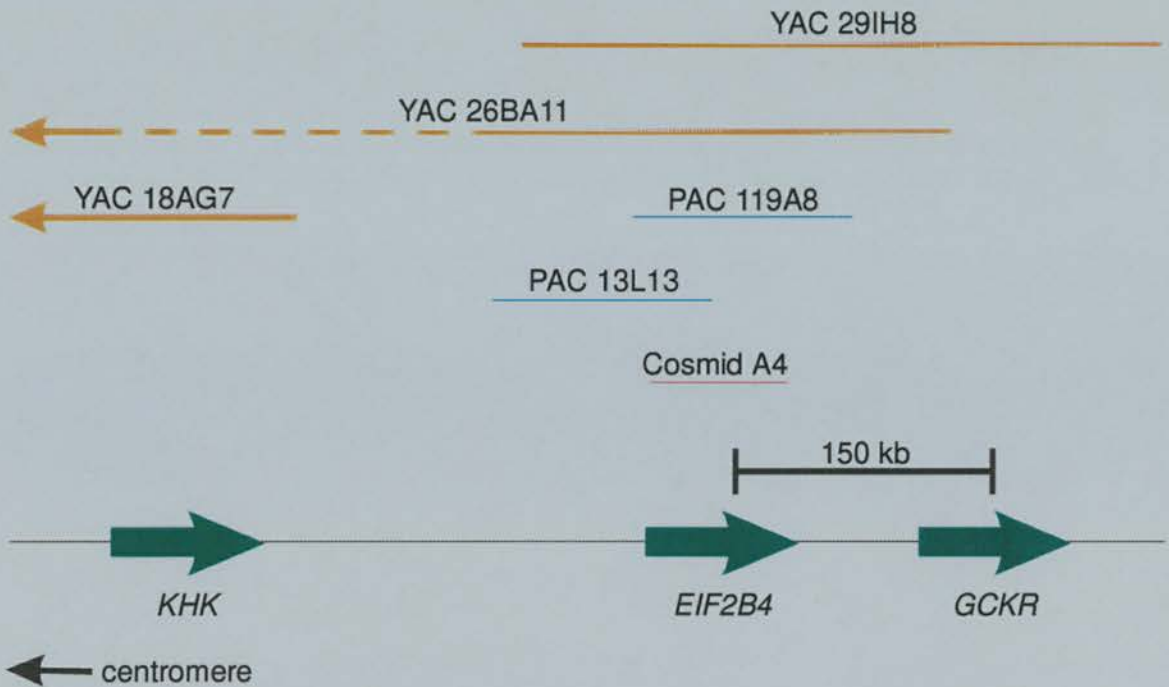 YAC 29IH8
YAC 26BA11
YAC 18AG7
PAC 119A8
PAC 13L13
Cosmid A4
150 kb
KHK
EIF2B4
GCKR
centromere